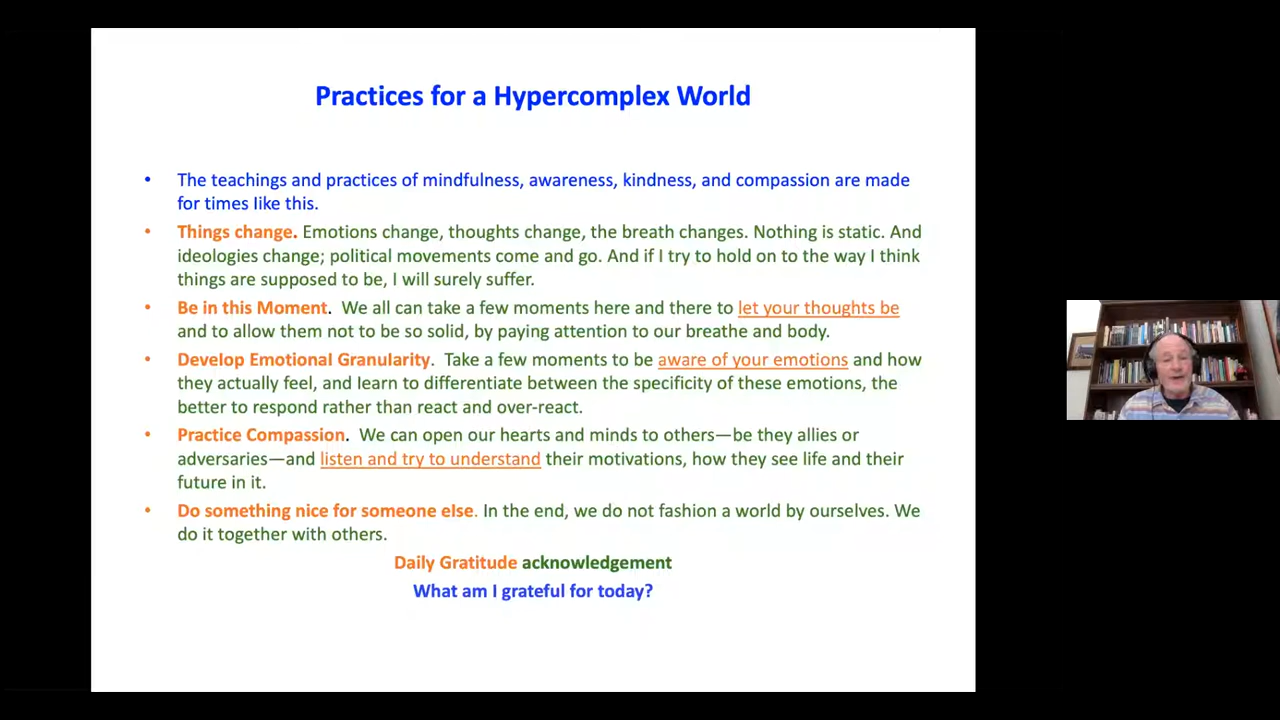 Practices for a Hypercomplex World
• The teachings and practices of mindfulness, awareness, kindness, and compassion are made
for times like this.
• Things change. Emotions change, thoughts change, the breath changes. Nothing is static. And
ideologies change; political movements come and go. And if I try to hold on to the way I think
things are supposed to be, I will surely suffer.
• Be in this Moment. We all can take a few moments here and there to let your thoughts be
and to allow them not to be so solid, by paying attention to our breathe and body.
• Develop Emotional Granularity. Take a few moments to be aware of your emotions and how
they actually feel, and learn to differentiate between the specificity of these emotions, the
better to respond rather than react and over-react.
• Practice Compassion. We can open our hearts and minds to others—be they allies or
adversaries—and listen and try to understand their motivations, how they see life and their
future in it.
• Do something nice for someone else. In the end, we do not fashion a world by ourselves. We
do it together with others.
Daily Gratitude acknowledgement
What am I grateful for today?